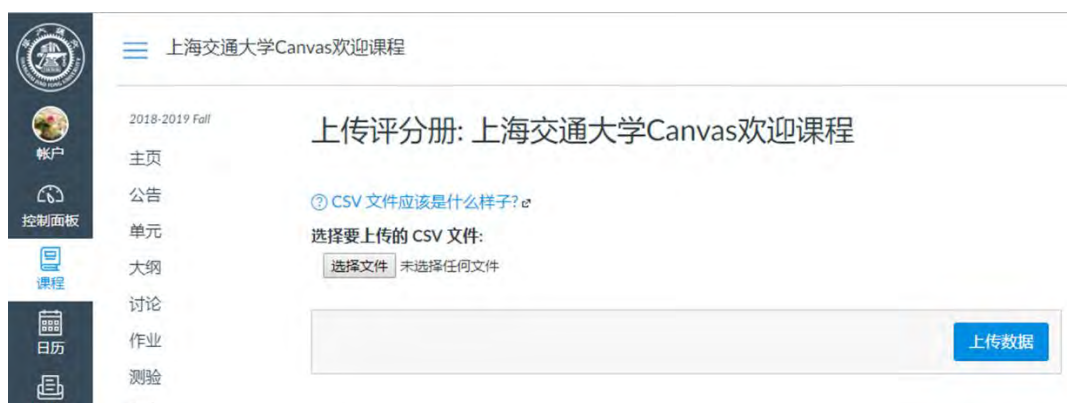 上海交通大学Canvas欢迎课程
帐户
控制面板
课程
日历
2018-2019 Fall
主页
公告
单元
大纲
讨论
作业
测验
上传评分册: 上海交通大学Canvas欢迎课程
CSV 文件应该是什么样子?
选择要上传的 CSV 文件:
选择文件 未选择任何文件
上传数据